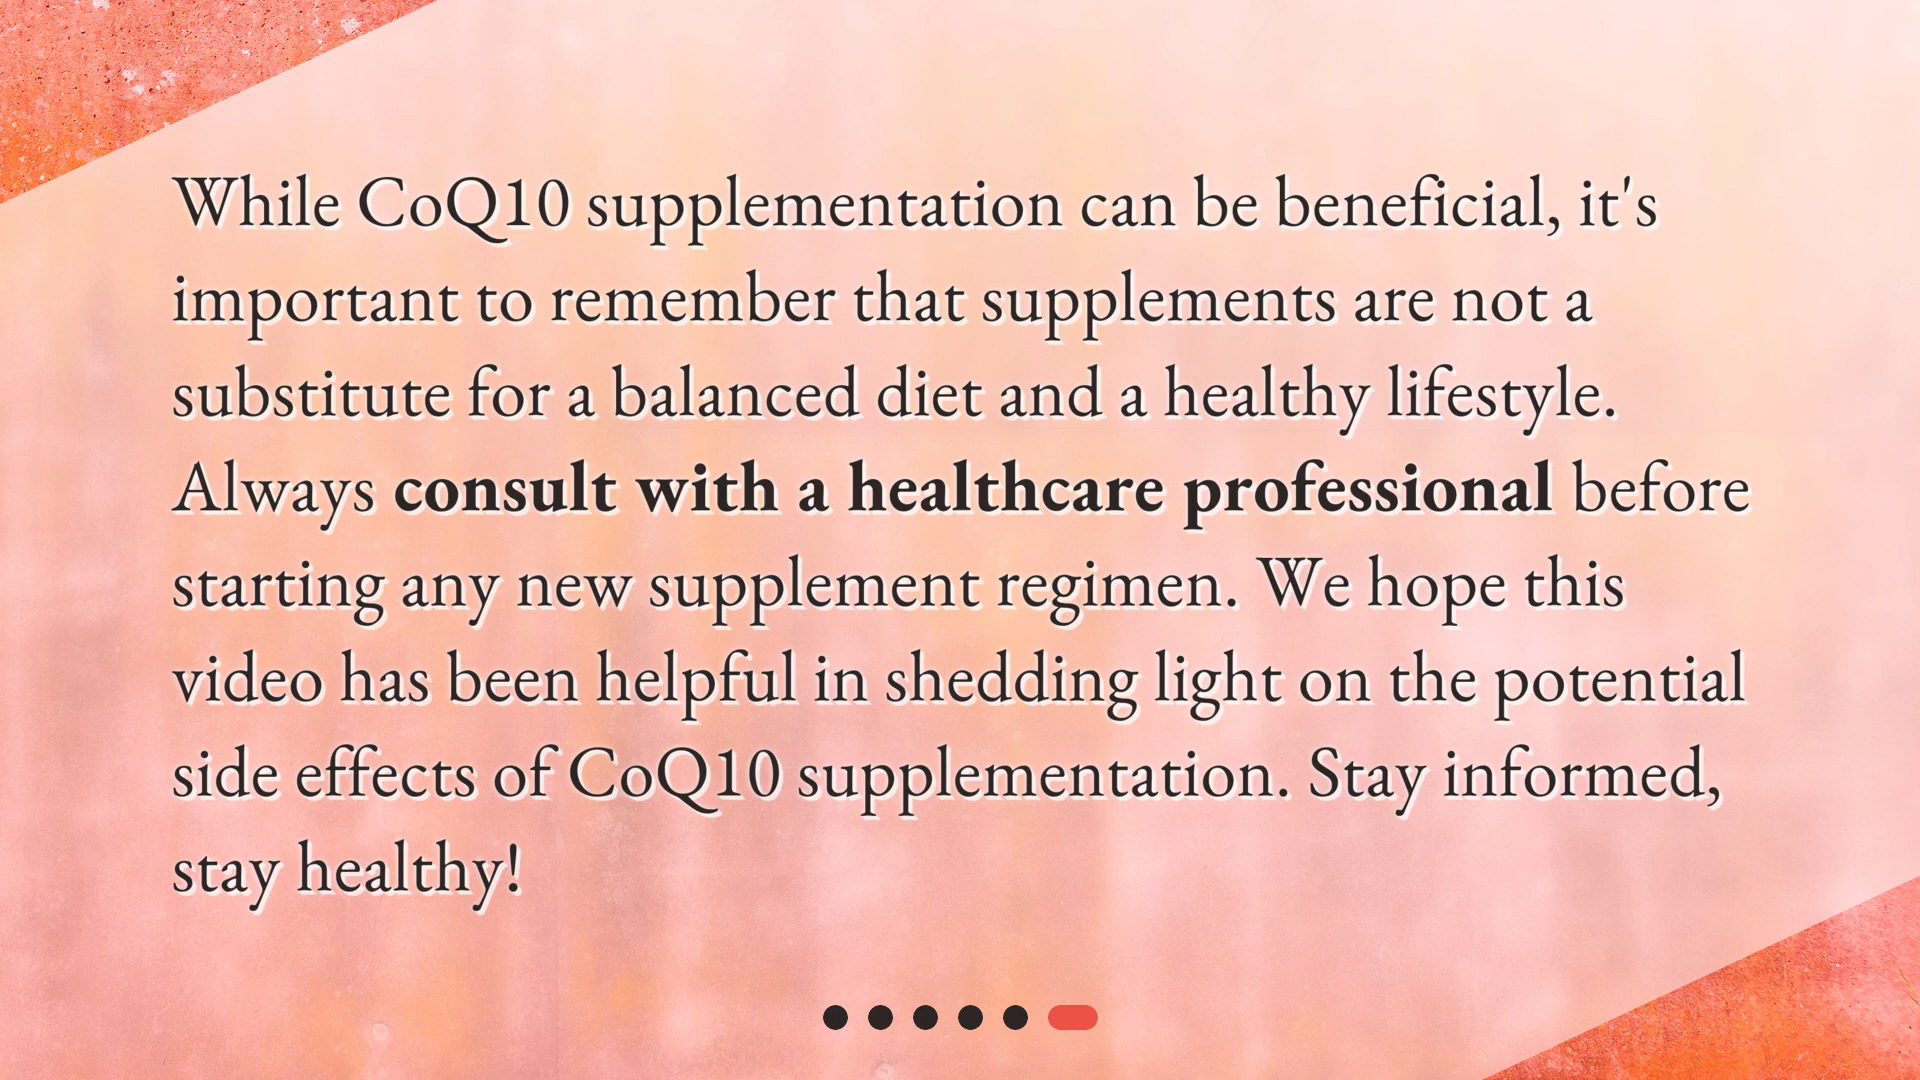 While CoQ10 supplementation can be beneficial, it's
important to remember that supplements are not a
substitute for a balanced diet and a healthy lifestyle.
Always consult with a healthcare professional before
starting any new supplement regimen. We hope this
video has been helpful in shedding light on the potential
side effects of CoQ10 supplementation. Stay informed,
stay healthy!